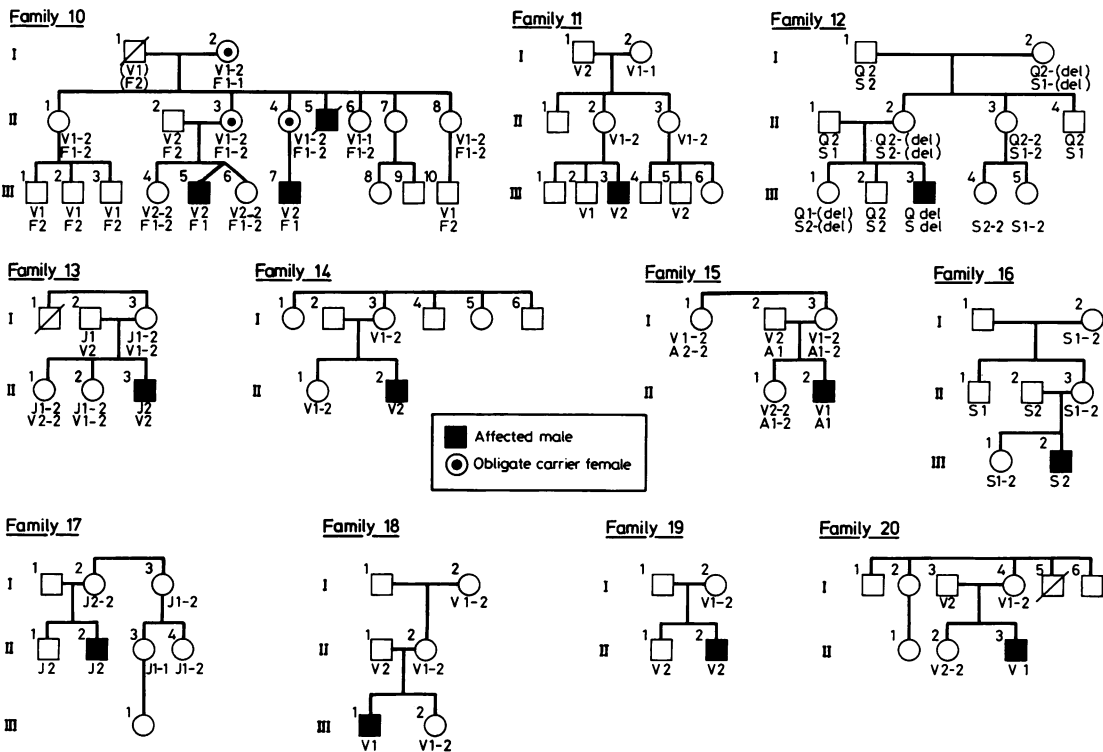 Family 10
I
1
2
(V1)
(F2)
V1-2
F1-1
II
1
2
3
4
5
6
7
8
V1-2
F1-2
V2
F2
V1-2
F1-2
V1-2
F1-2
V1-1
F1-2
V1-2
F1-2
III
1
2
3
4
5
6
7
8
9
10
V1
F2
V1
F2
V1
F2
V2-2
F1-2
V2
F1
V2-2
F1-2
V2
F1
V1
F2
Family 11
I
1
2
V2
V1-1
II
1
2
3
V1-2
V1-2
III
1
2
3
4
5
6
V1
V2
V2
Family 12
I
1
2
Q2
S2
Q2-(del)
S1-(del)
II
1
2
3
4
Q2
S1
Q2-(del)
S2-(del)
Q2-2
S1-2
Q2
S1
III
1
2
3
4
5
Q1-(del)
S2-(del)
Q2
S2
Q del
S del
S2-2
S1-2
Family 13
I
1
2
3
J1
V2
J1-2
V1-2
II
1
2
3
J1-2
V2-2
J1-2
V1-2
J2
V2
Family 14
1
2
3
4
5
6
I
V1-2
II
1
2
V1-2
V2
Family 15
I
1
2
3
V1-2
A2-2
V2
A1
V1-2
A1-2
II
1
2
V2-2
A1-2
V1
A1
Family 16
I
1
2
S1-2
II
1
2
3
S1
S2
S1-2
III
1
2
S1-2
S2
Affected male
Obligate carrier female
Family 17
I
1
2
3
J2-2
J1-2
II
1
2
3
4
J2
J2
J1-1
J1-2
III
1
Family 18
I
1
2
V1-2
II
1
2
V2
V1-2
III
1
2
V1
V1-2
Family 19
I
1
2
V1-2
II
1
2
V2
V2
Family 20
I
1
2
3
4
5
6
V2
V1-2
II
1
2
3
V2-2
V1